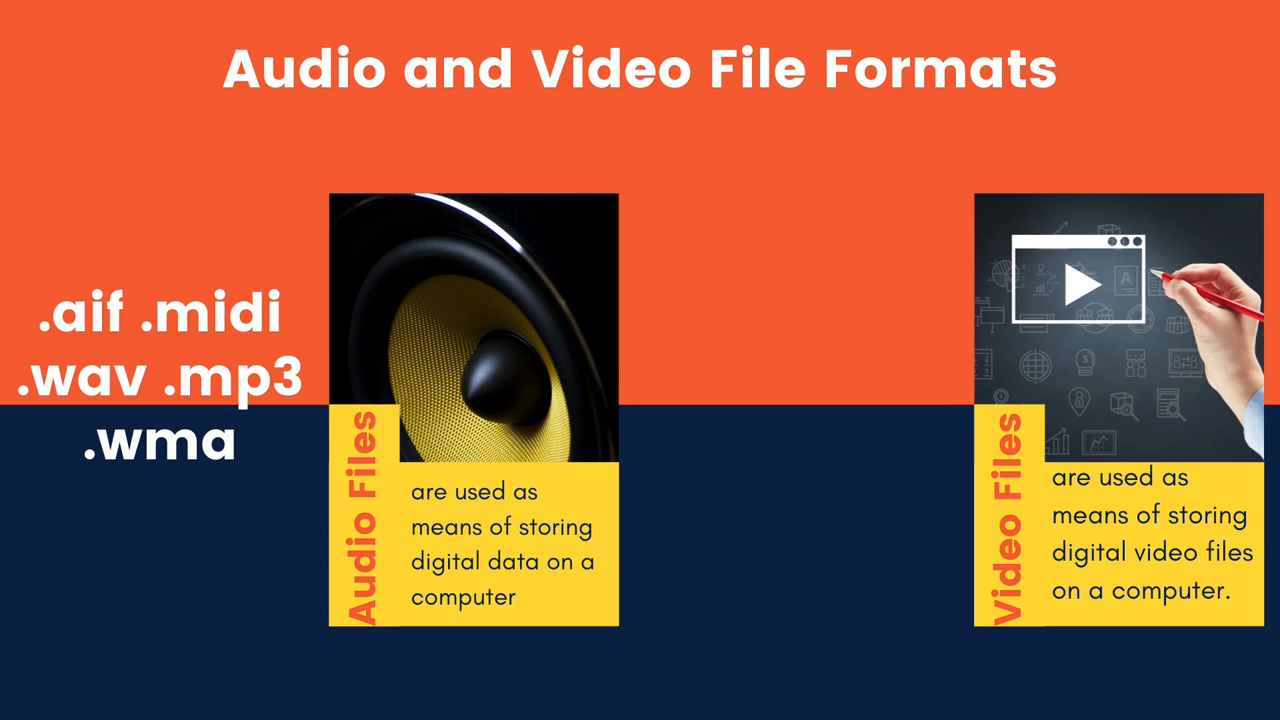 Audio and Video File Formats
.aif .midi
.wav .mp3
.wma
Audio Files
are used as
means of storing
digital data on a
computer
Video Files
are used as
means of storing
digital video files
on a computer.